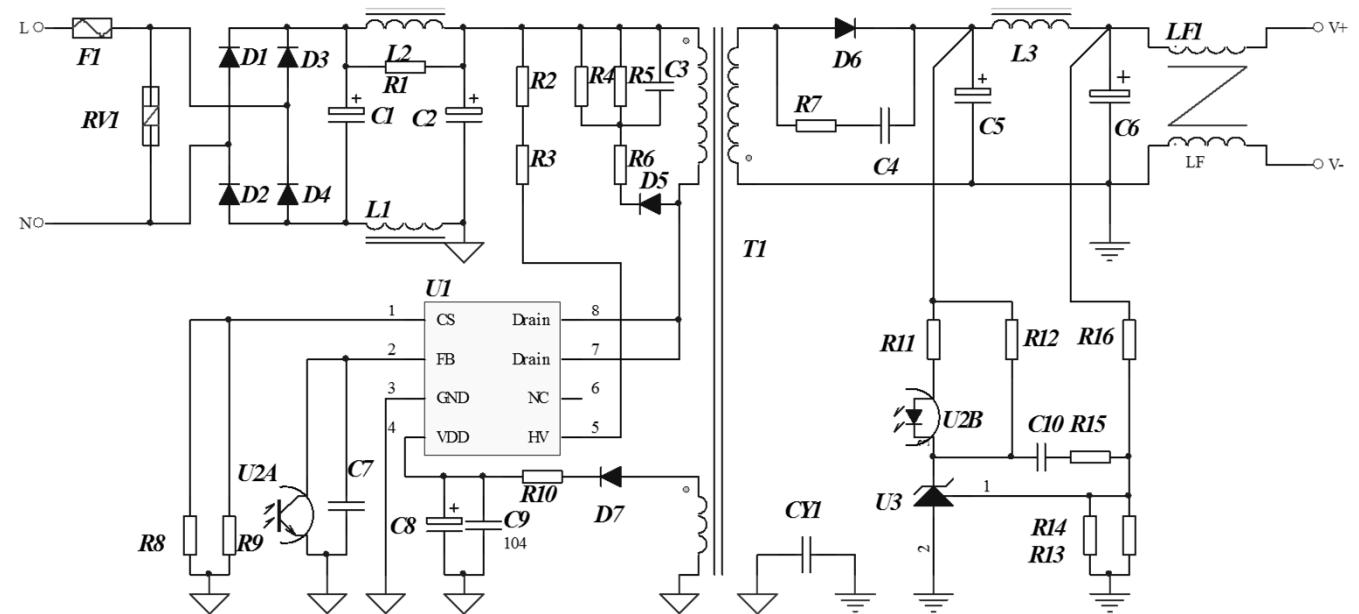 L F1 D1 D3 L2 R1 D6 L3 LF1 V+
RV1 C1 C2 R2 R4 R5 C3 R7 C5 C6
R3 R6 C4 LF V-
N D2 D4 L1 D5
T1
U1
1 CS Drain 8
2 FB Drain 7 R11 R12 R16
3 GND NC 6
4 VDD HV 5 U2B C10 R15
U2A C7 R10 U3 1
C8 C9 D7 CY1 R14
R8 R9 104 2 R13